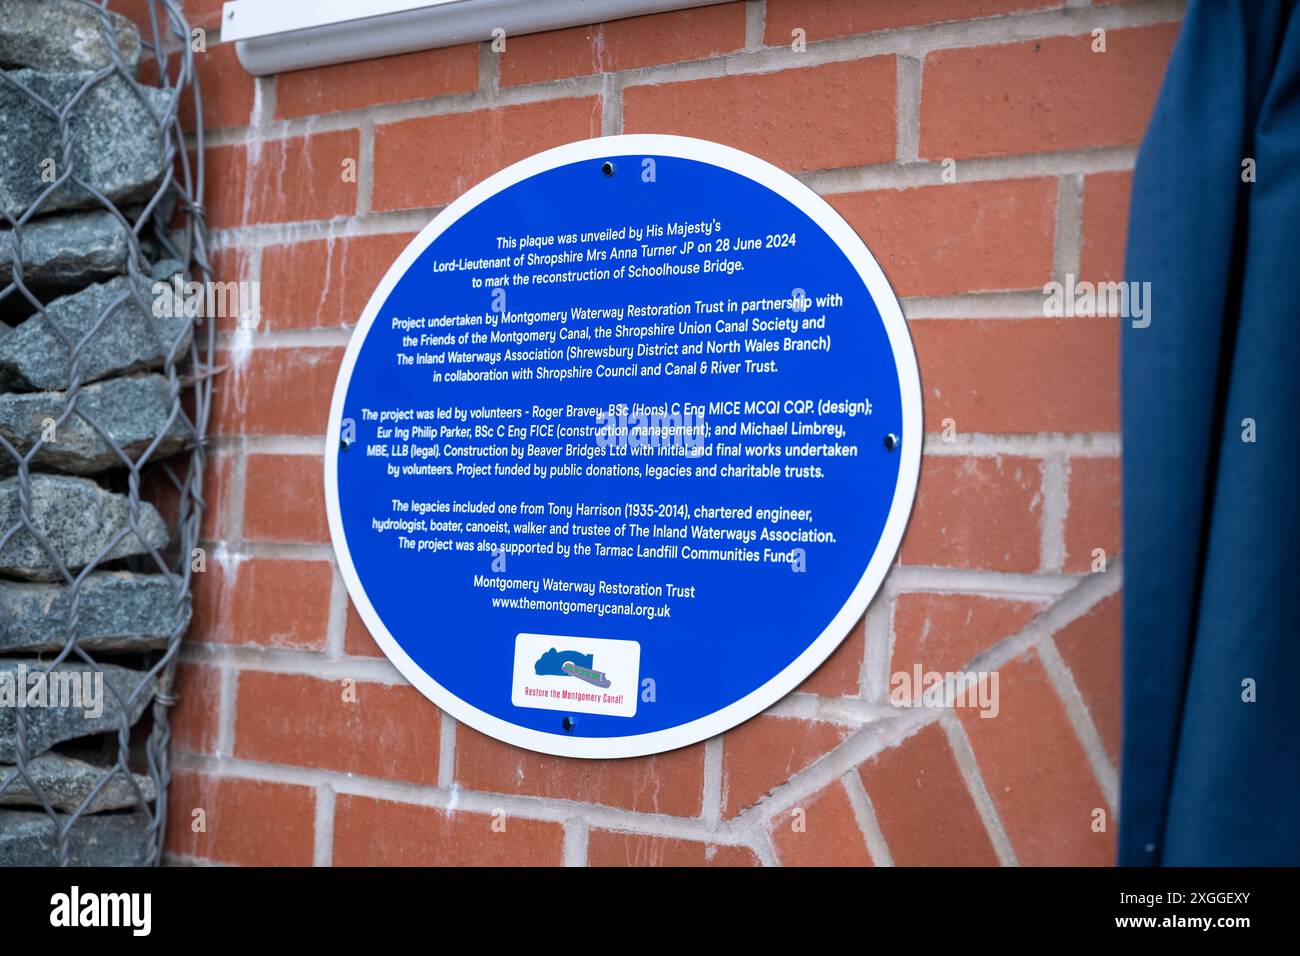 This plaque was unveiled by His Majesty's
Lord-Lieutenant of Shropshire Mrs Anna Turner JP on 28 June 2024
to mark the reconstruction of Schoolhouse Bridge.
Project undertaken by Montgomery Waterway Restoration Trust in partnership with
the Friends of the Montgomery Canal, the Shropshire Union Canal Society and
The Inland Waterways Association (Shrewsbury District and North Wales Branch)
in collaboration with Shropshire Council and Canal & River Trust.
The project was led by volunteers - Roger Bravey, BSc (Hons) C Eng MICE MCQI CQP. (design);
Eur Ing Philip Parker, BSc C Eng FICE (construction management); and Michael Limbrey,
MBE, LLB (legal). Construction by Beaver Bridges Ltd with initial and final works undertaken
by volunteers. Project funded by public donations, legacies and charitable trusts.
The legacies included one from Tony Harrison (1935-2014), chartered engineer,
hydrologist, boater, canoeist, walker and trustee of The Inland Waterways Association.
The project was also supported by the Tarmac Landfill Communities Fund.
Montgomery Waterway Restoration Trust
www.themontgomerycanal.org.uk
Restore the Montgomery Canal!
alamy
alamy
Image ID: 2XGGEXY
www.alamy.com